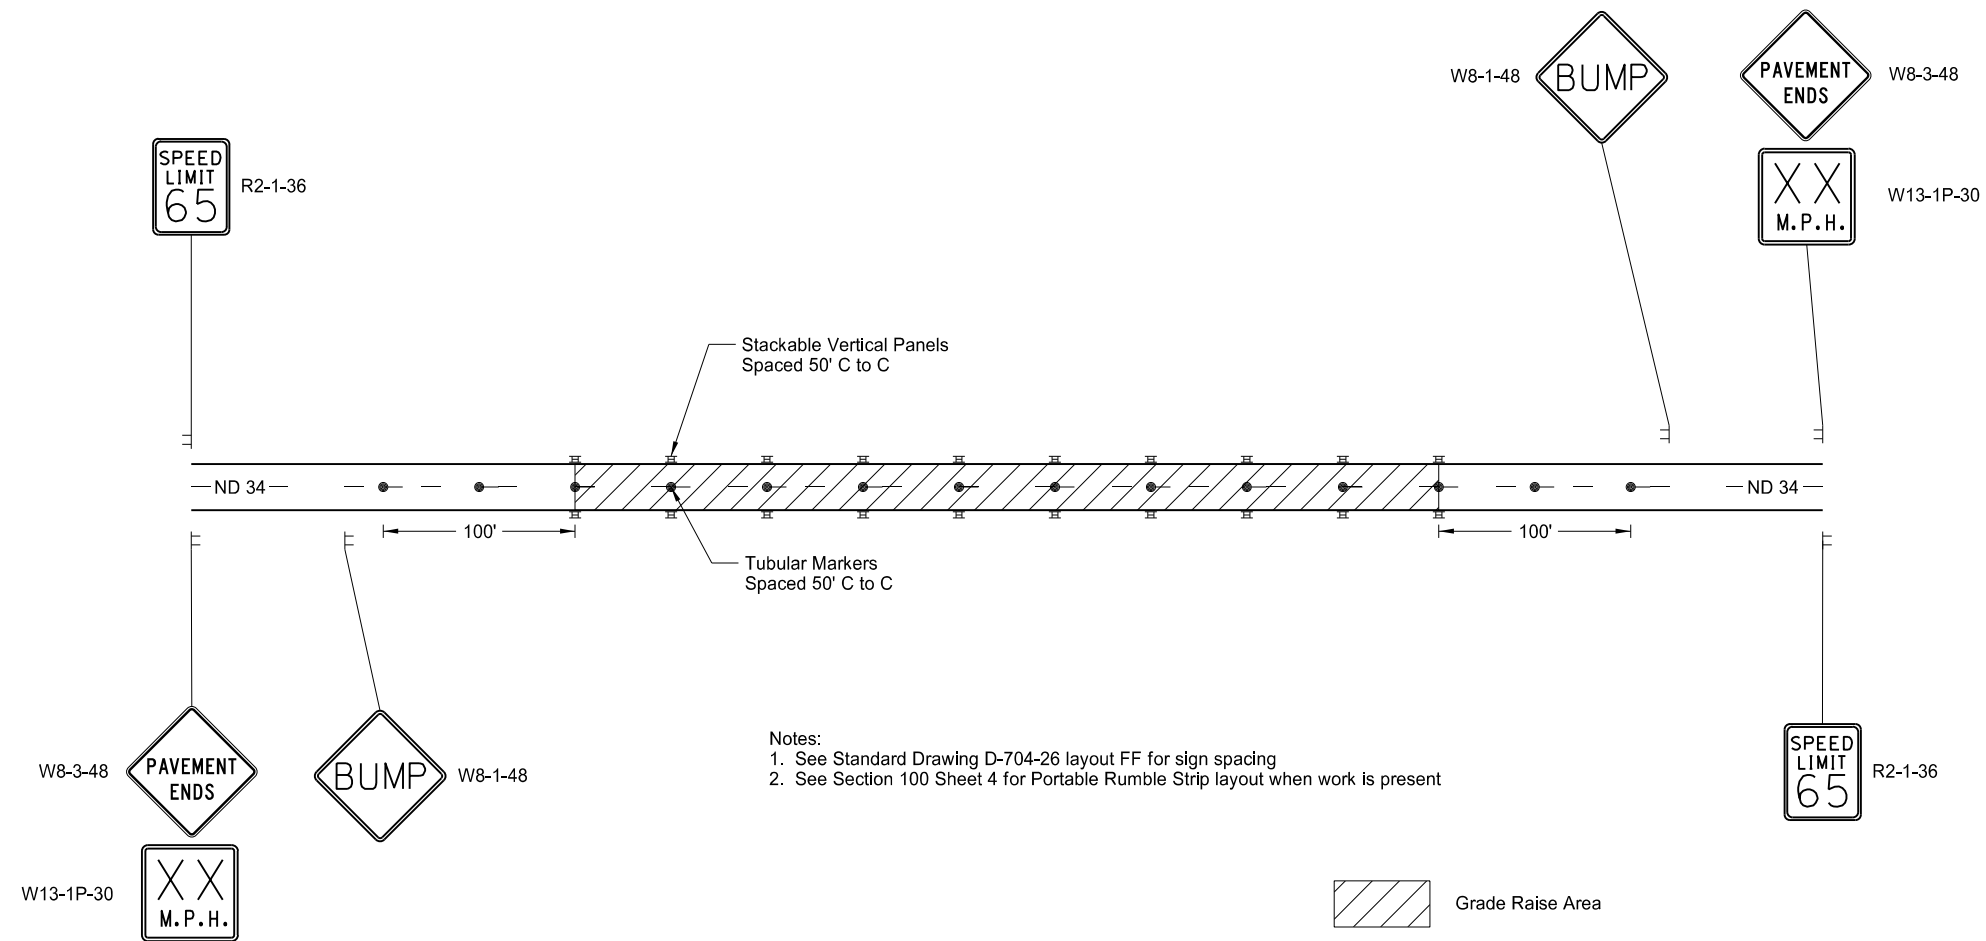 W8-1-48
BUMP
PAVEMENT
ENDS
W8-3-48
SPEED
LIMIT
65
R2-1-36
X X
M.P.H.
W13-1P-30
Stackable Vertical Panels
Spaced 50' C to C
ND 34
ND 34
100'
100'
Tubular Markers
Spaced 50' C to C
W8-3-48
PAVEMENT
ENDS
BUMP
W8-1-48
Notes:
1. See Standard Drawing D-704-26 layout FF for sign spacing
2. See Section 100 Sheet 4 for Portable Rumble Strip layout when work is present
SPEED
LIMIT
65
R2-1-36
W13-1P-30
X X
M.P.H.
Grade Raise Area